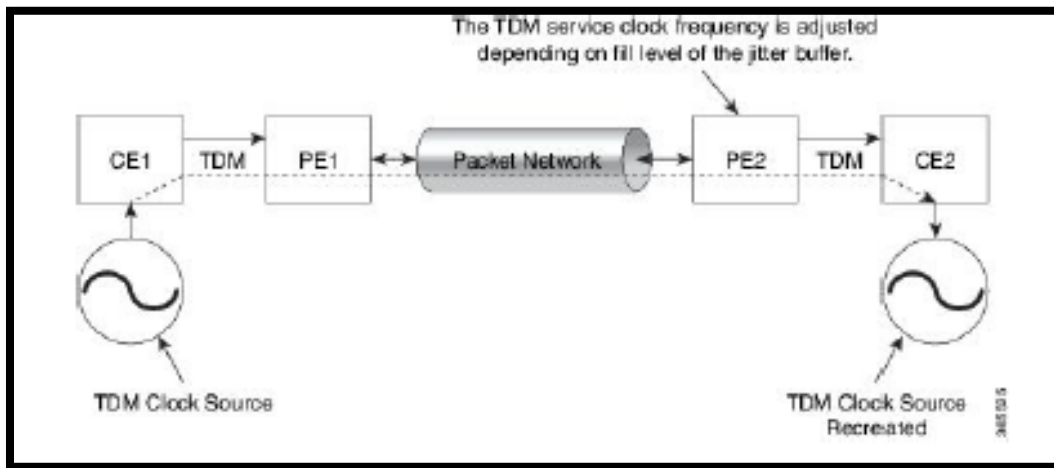 The TDM service clock frequency is adjusted
depending on fill level of the jitter buffer.
CE1
TDM
PE1
Packet Network
PE2
TDM
CE2
TDM Clock Source
TDM Clock Source
Recreated